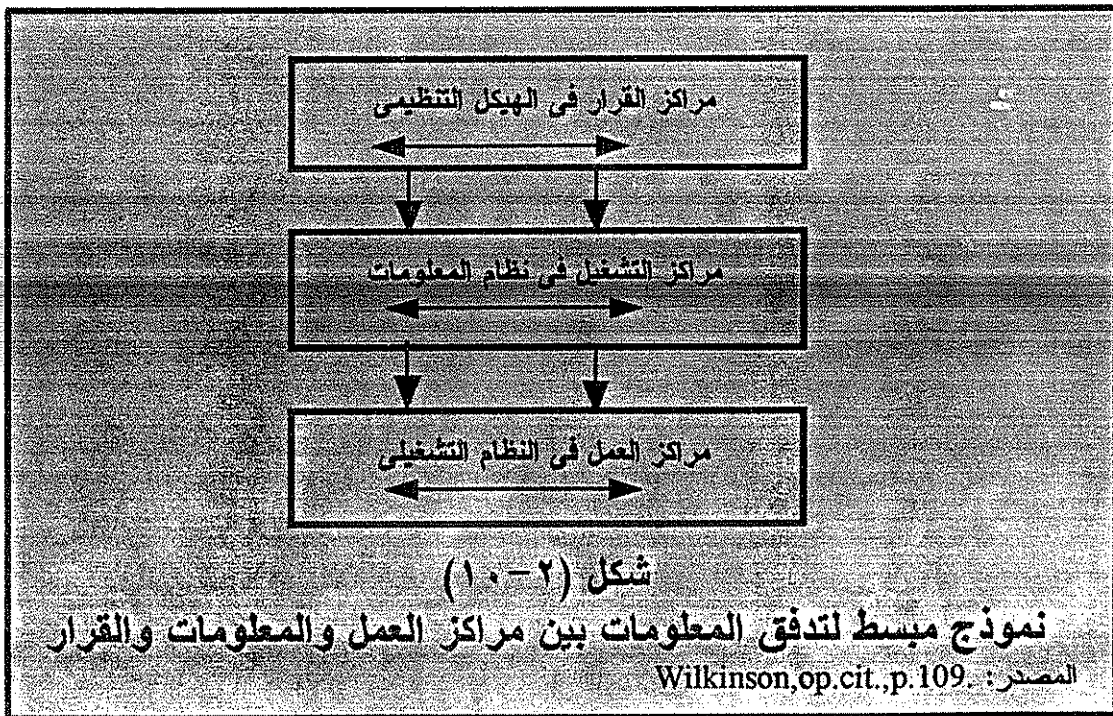 مراكز القرار فى الهيكل التنظيمى
مراكز التشغيل فى نظام المعلومات
مراكز العمل فى النظام التشغيلى
شكل (٢-١٠)
نموذج مبسط لتدفق المعلومات بين مراكز العمل والمعلومات والقرار
المصدر: .Wilkinson,op.cit.,p.109